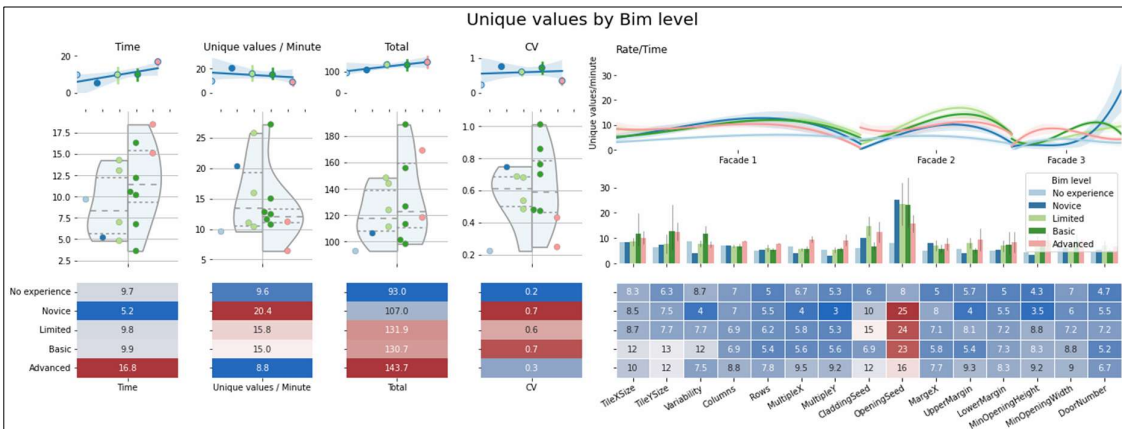 Unique values by Bim level
Time
Unique values / Minute
Total
CV
Rate/Time
20
10
0
20
0
100
0
1
0
30
20
10
0
Unique values/minute
Facade 1
Facade 2
Facade 3
17.5
15.0
12.5
10.0
7.5
5.0
2.5
25
20
15
10
5
180
160
140
120
100
80
1.0
0.8
0.6
0.4
0.2
30
20
10
0
Bim level
No experience
Novice
Limited
Basic
Advanced
No experience 9.7 9.6 93.0 0.2 8.3 6.3 8.7 7 5 6.7 5.3 6 8 5 5.7 5 4.3 7 4.7
Novice 5.2 20.4 107.0 0.7 8.5 7.5 4 7 5.5 4 3 10 25 8 4 5.5 3.5 6 5.5
Limited 9.8 15.8 131.9 0.6 8.7 7.7 7.7 6.9 6.2 5.8 5.3 15 24 7.1 8.1 7.2 8.8 7.2 7.2
Basic 9.9 15.0 130.7 0.7 12 13 12 6.9 5.4 5.6 5.6 6.9 23 5.8 5.4 7.3 8.3 8.8 5.2
Advanced 16.8 8.8 143.7 0.3 10 12 7.5 8.8 7.8 9.5 9.2 12 16 7.7 9.3 8.3 9.2 9 6.7
Time
Unique values / Minute
Total
CV
TileXSize
TileYSize
Variability
Columns
Rows
MultipleX
MultipleY
CladdingSeed
OpeningSeed
MargeX
UpperMargin
LowerMargin
MinOpeningHeight
MinOpeningWidth
DoorNumber